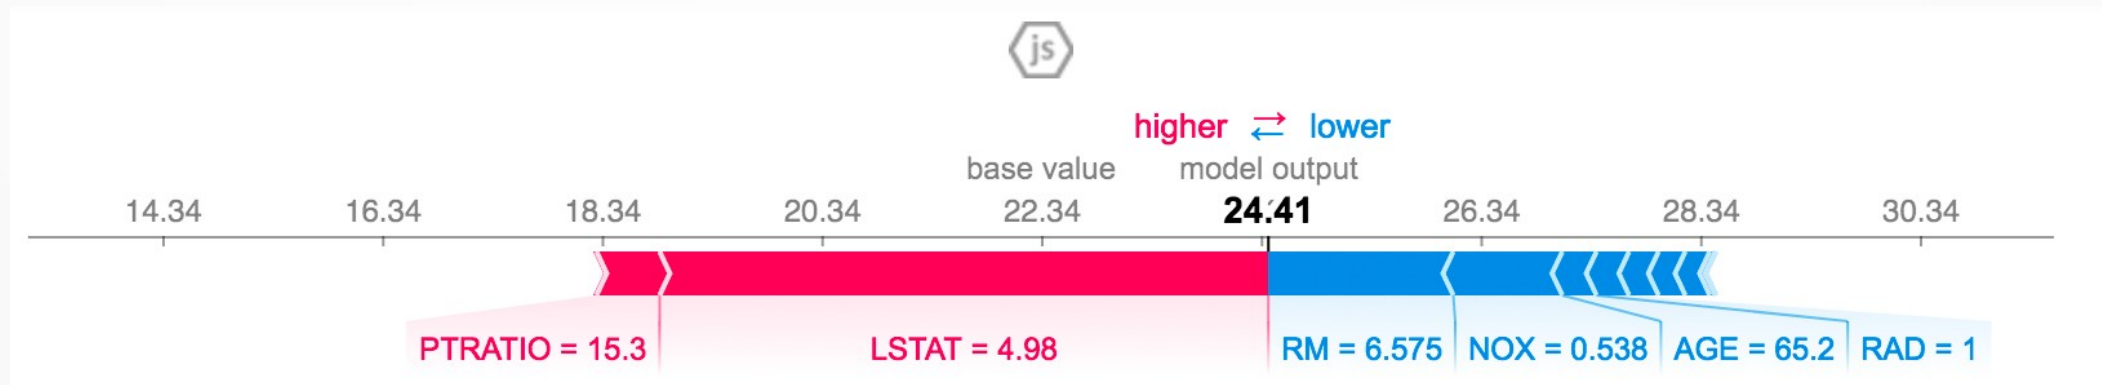 js
higher ⇄ lower
base value model output
14.34 16.34 18.34 20.34 22.34 24.41 26.34 28.34 30.34
PTRATIO = 15.3 LSTAT = 4.98 RM = 6.575 NOX = 0.538 AGE = 65.2 RAD = 1